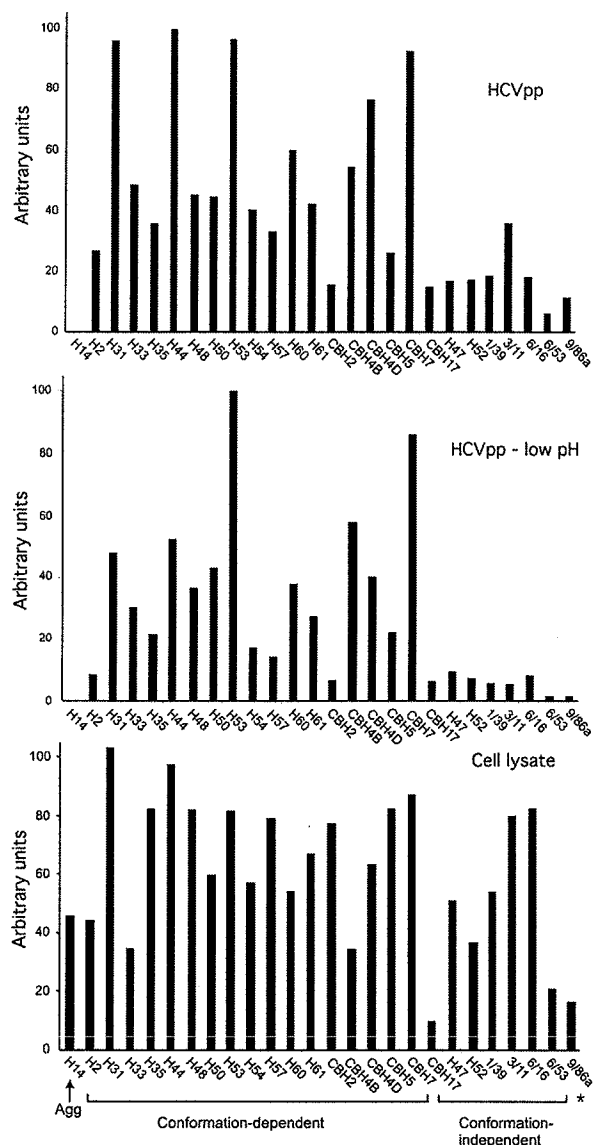 HCVpp
Arbitrary units
100
80
60
40
20
0
H14 H2 H31 H33 H35 H44 H48 H50 H53 H54 H57 H60 H61 CBH2 CBH4B CBH4D CBH5 CBH7 CBH17 H47 H52 1/39 3/11 6/16 6/53 9/86a
HCVpp - low pH
Arbitrary units
100
80
60
40
20
0
H14 H2 H31 H33 H35 H44 H48 H50 H53 H54 H57 H60 H61 CBH2 CBH4B CBH4D CBH5 CBH7 CBH17 H47 H52 1/39 3/11 6/16 6/53 9/86a
Cell lysate
Arbitrary units
100
80
60
40
20
0
H14 H2 H31 H33 H35 H44 H48 H50 H53 H54 H57 H60 H61 CBH2 CBH4B CBH4D CBH5 CBH7 CBH17 H47 H52 1/39 3/11 6/16 6/53 9/86a *
Agg
Conformation-dependent
Conformation-
independent